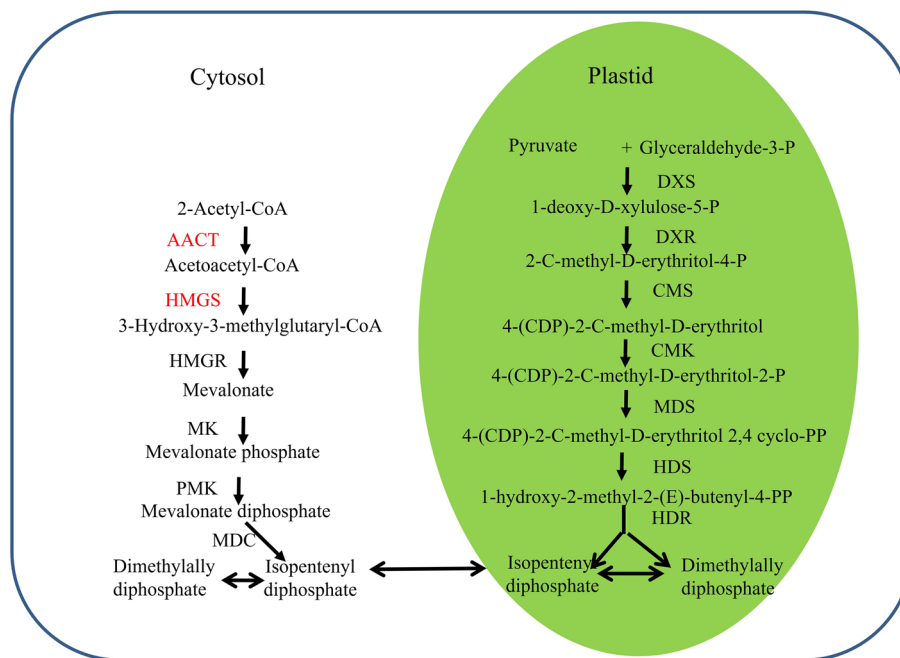 Cytosol
2-Acetyl-CoA
AACT
Acetoacetyl-CoA
HMGS
3-Hydroxy-3-methylglutaryl-CoA
HMGR
Mevalonate
MK
Mevalonate phosphate
PMK
Mevalonate diphosphate
MDC
Dimethylally
diphosphate
Isopentenyl
diphosphate
Plastid
Pyruvate + Glyceraldehyde-3-P
DXS
1-deoxy-D-xylulose-5-P
DXR
2-C-methyl-D-erythritol-4-P
CMS
4-(CDP)-2-C-methyl-D-erythritol
CMK
4-(CDP)-2-C-methyl-D-erythritol-2-P
MDS
4-(CDP)-2-C-methyl-D-erythritol 2,4 cyclo-PP
HDS
1-hydroxy-2-methyl-2-(E)-butenyl-4-PP
HDR
Isopentenyl
diphosphate
Dimethylally
diphosphate